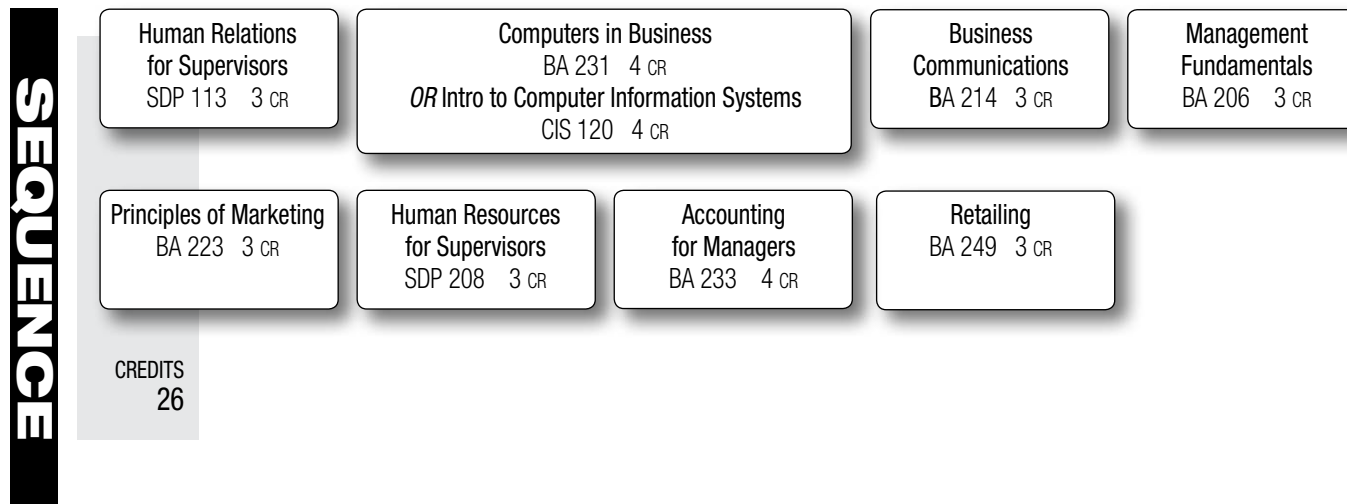 SEQUENCE
Human Relations
for Supervisors
SDP 113 3 CR
Computers in Business
BA 231 4 CR
OR Intro to Computer Information Systems
CIS 120 4 CR
Business
Communications
BA 214 3 CR
Management
Fundamentals
BA 206 3 CR
Principles of Marketing
BA 223 3 CR
Human Resources
for Supervisors
SDP 208 3 CR
Accounting
for Managers
BA 233 4 CR
Retailing
BA 249 3 CR
CREDITS
26